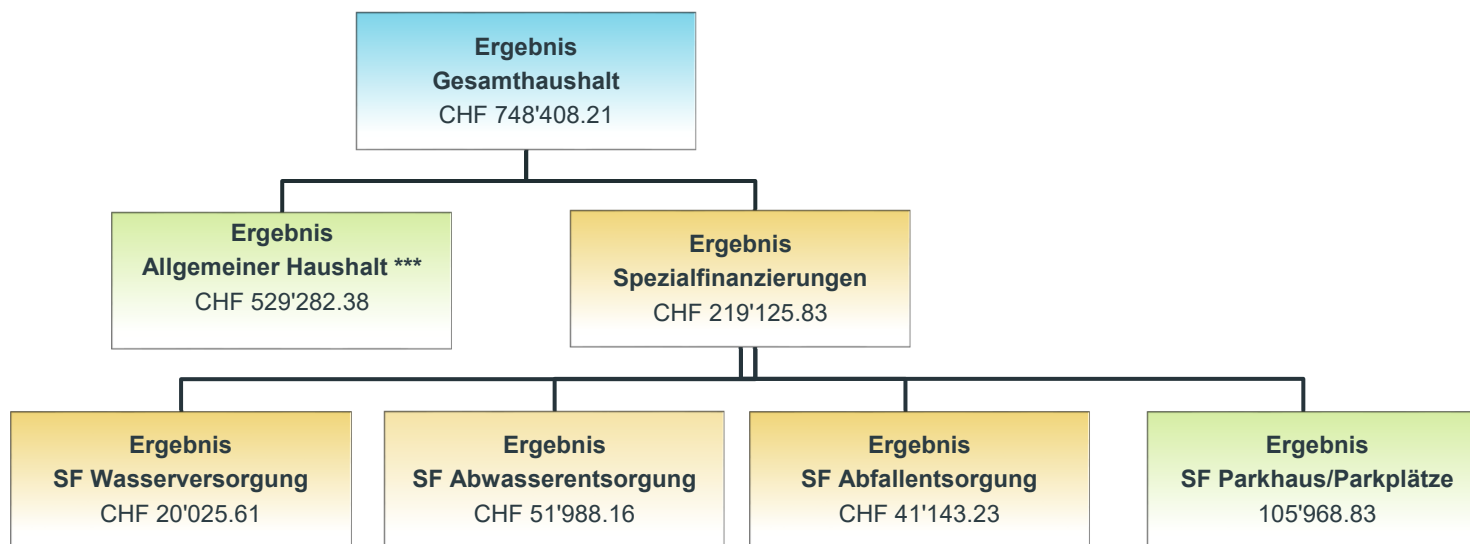 Ergebnis
Gesamthaushalt
CHF 748'408.21
Ergebnis
Allgemeiner Haushalt ***
CHF 529'282.38
Ergebnis
Spezialfinanzierungen
CHF 219'125.83
Ergebnis
SF Wasserversorgung
CHF 20'025.61
Ergebnis
SF Abwasserentsorgung
CHF 51'988.16
Ergebnis
SF Abfallentsorgung
CHF 41'143.23
Ergebnis
SF Parkhaus/Parkplätze
105'968.83